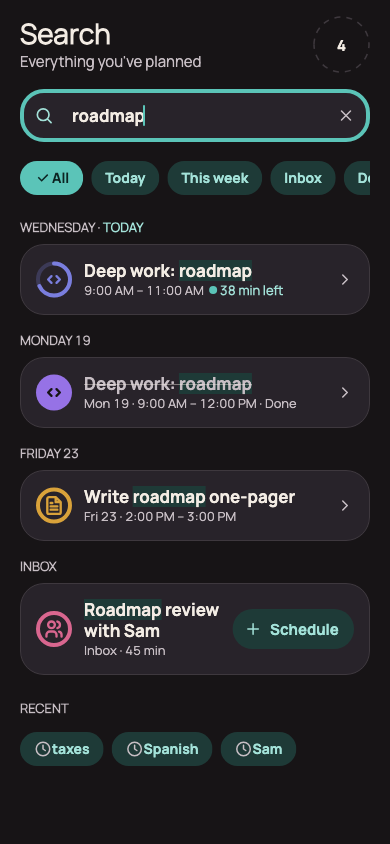 Search
Everything you've planned
4
roadmap
All
Today
This week
Inbox
WEDNESDAY · TODAY
Deep work: roadmap
9:00 AM – 11:00 AM 38 min left
MONDAY 19
Deep work: roadmap
Mon 19 · 9:00 AM – 12:00 PM · Done
FRIDAY 23
Write roadmap one-pager
Fri 23 · 2:00 PM – 3:00 PM
INBOX
Roadmap review
with Sam
Inbox · 45 min
Schedule
RECENT
taxes
Spanish
Sam